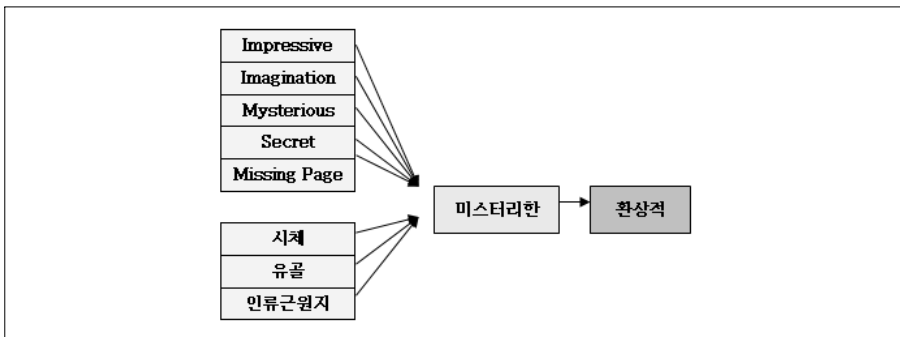 Impressive
Imagination
Mysterious
Secret
Missing Page
미스터리한
환상적
시체
유골
인류근원지